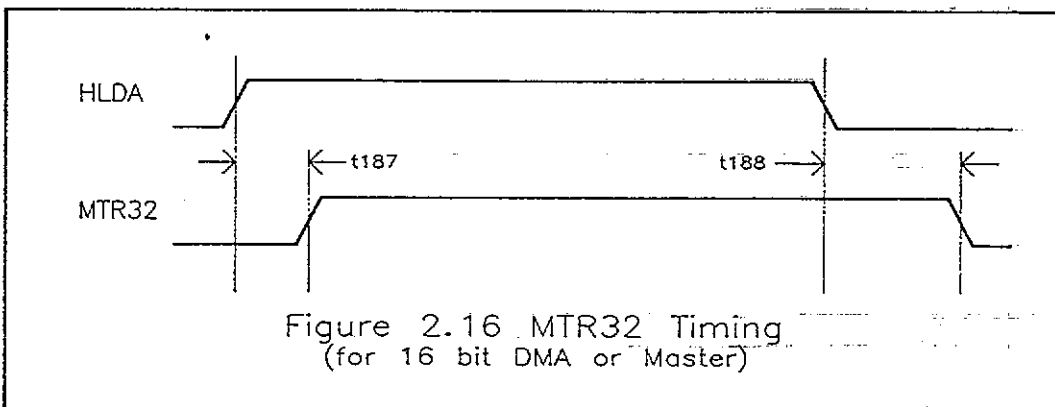 HLDA
t187
t188
MTR32
Figure 2.16 MTR32 Timing
(for 16 bit DMA or Master)